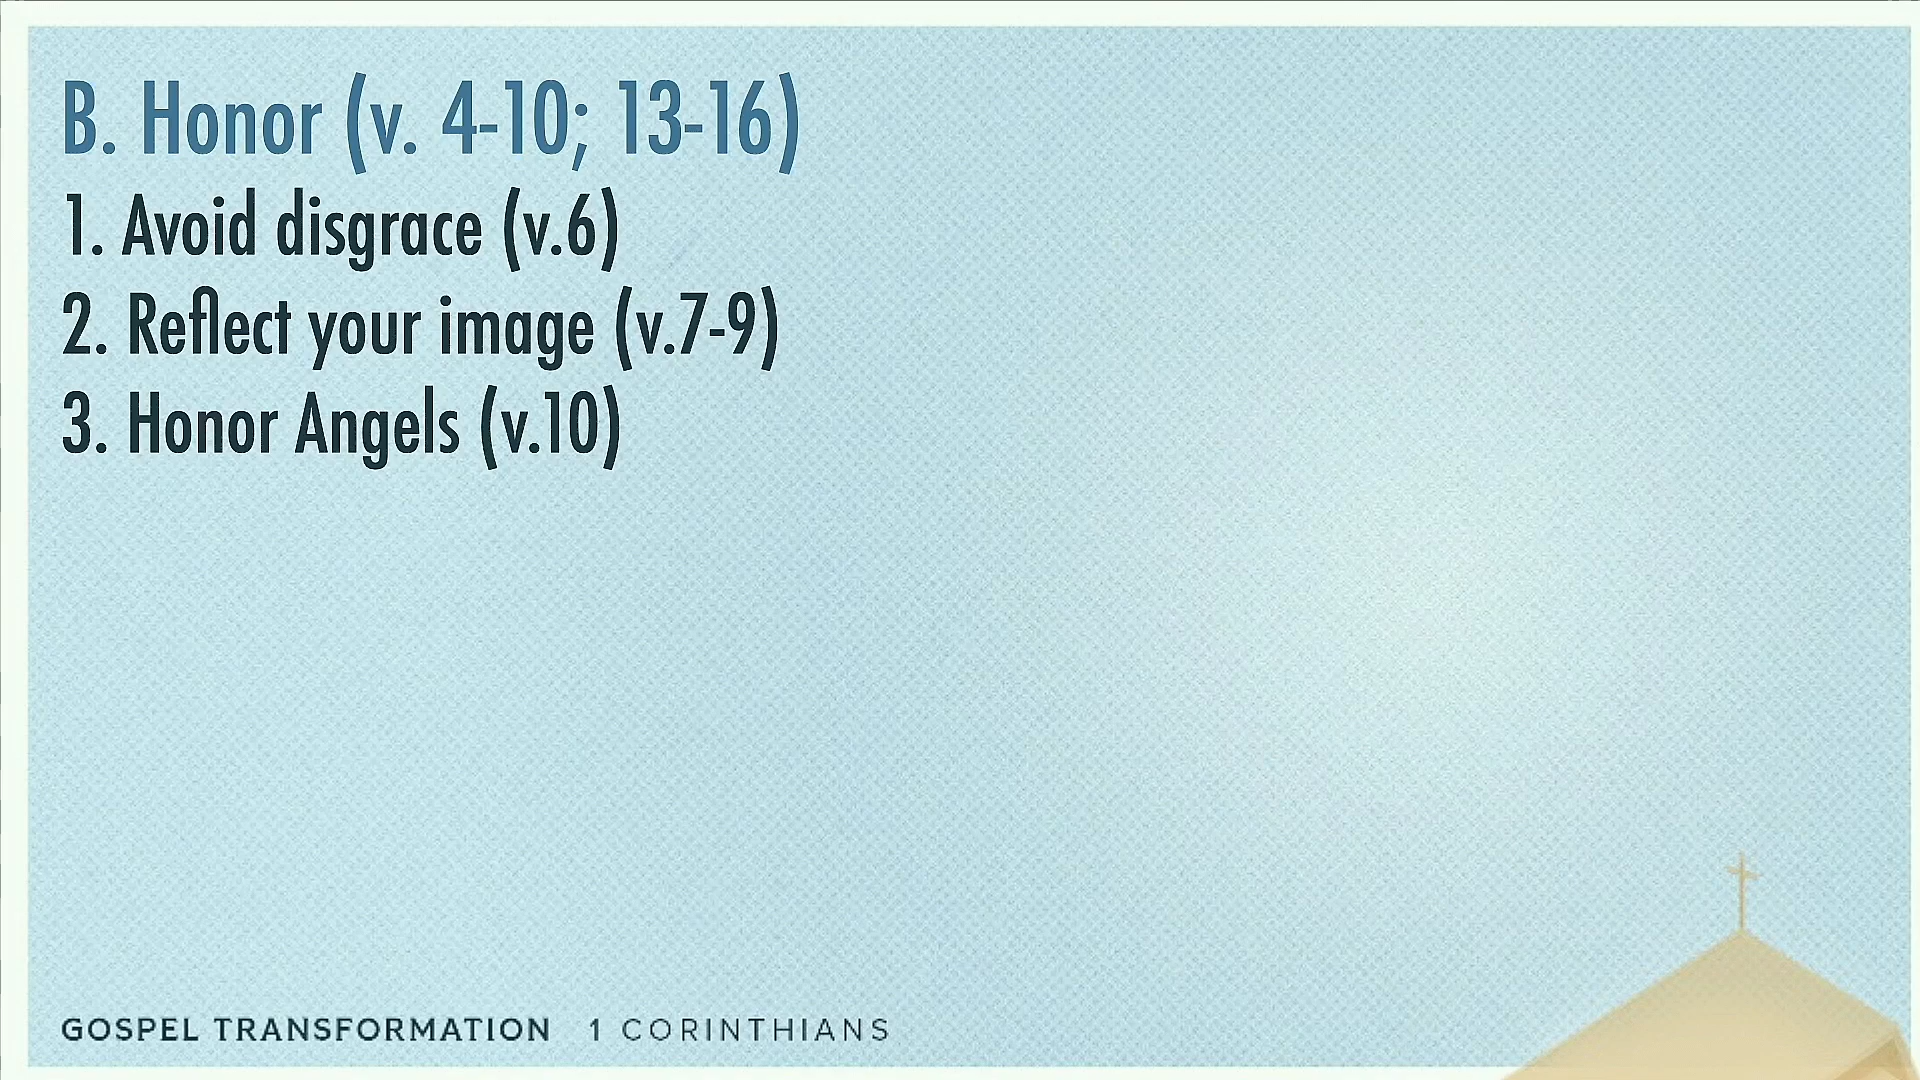 B. Honor (v. 4-10; 13-16)
1. Avoid disgrace (v.6)
2. Reflect your image (v.7-9)
3. Honor Angels (v.10)
GOSPEL TRANSFORMATION 1 CORINTHIANS